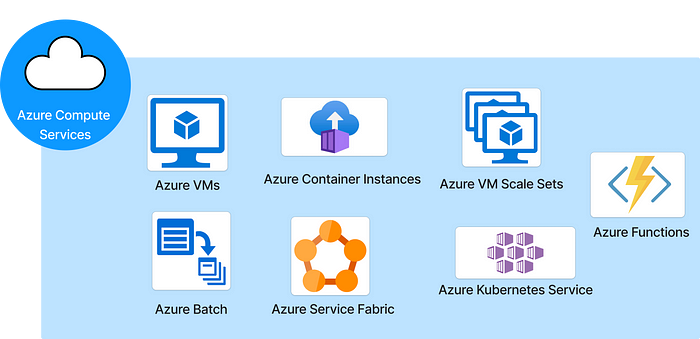 Azure Compute
Services
Azure VMs
Azure Container Instances
Azure VM Scale Sets
Azure Functions
Azure Batch
Azure Service Fabric
Azure Kubernetes Service